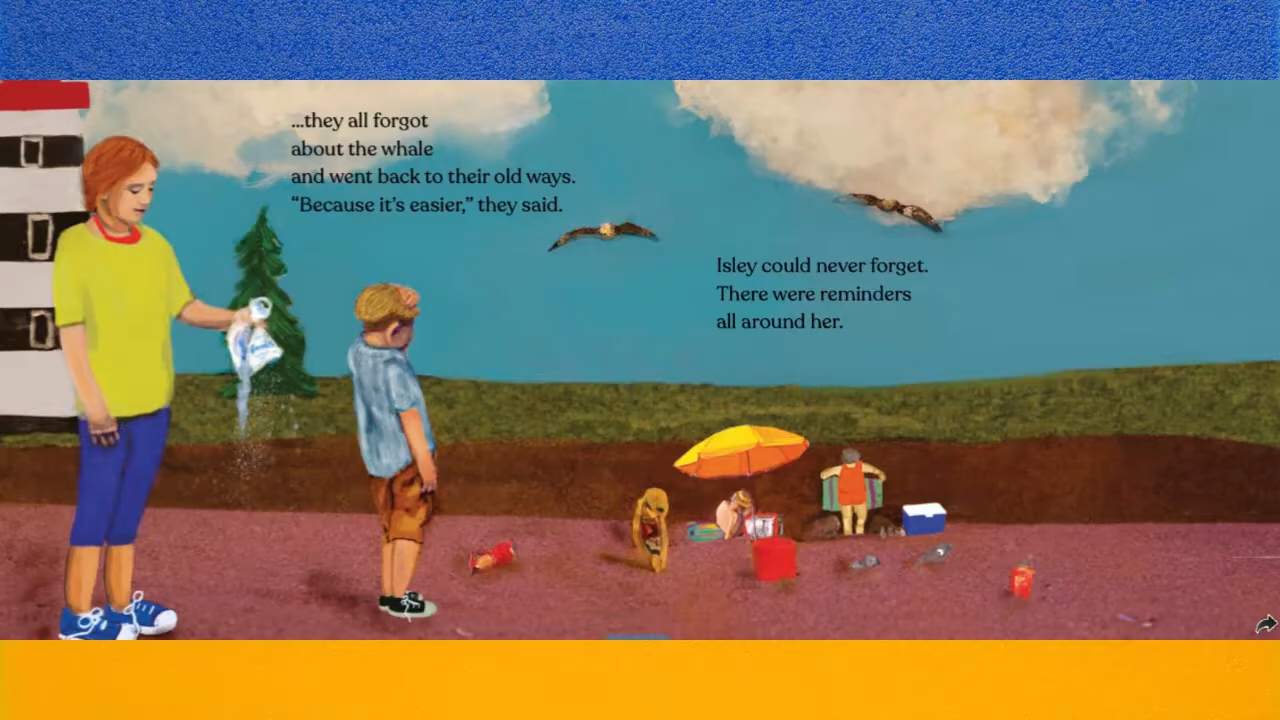 ...they all forgot
about the whale
and went back to their old ways.
“Because it’s easier,” they said.
Isley could never forget.
There were reminders
all around her.